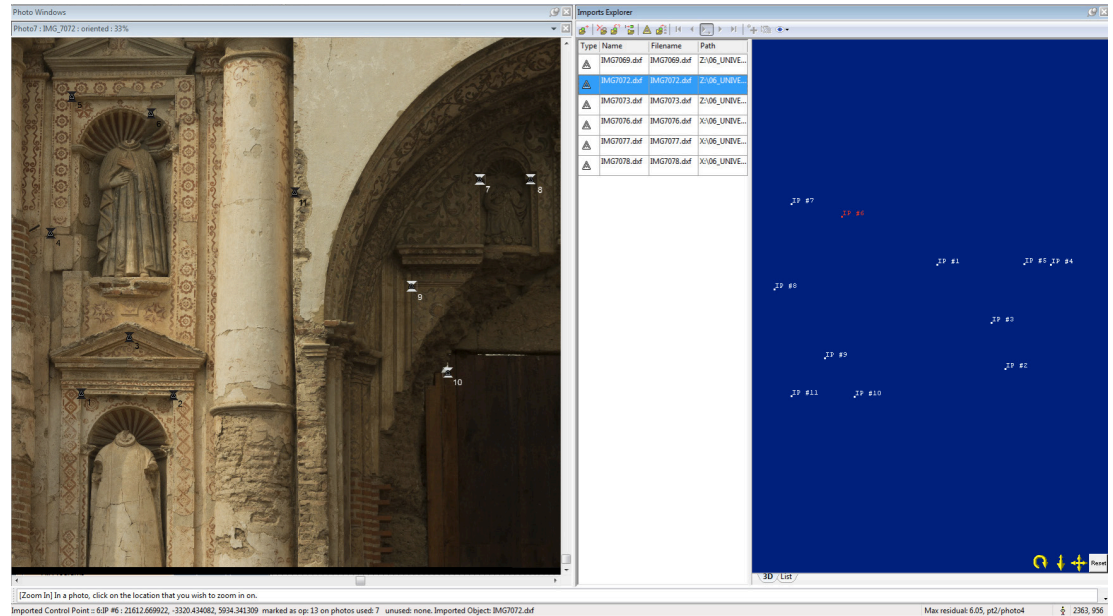 Photo Windows
Photo7 : IMG_7072 : oriented : 33%
5
6
11
7
8
4
9
3
10
1
2
Imports Explorer
Type Name Filename Path
IMG7069.dxf IMG7069.dxf Z:\06_UNIVE...
IMG7072.dxf IMG7072.dxf Z:\06_UNIVE...
IMG7073.dxf IMG7073.dxf Z:\06_UNIVE...
IMG7076.dxf IMG7076.dxf X:\06_UNIVE...
IMG7077.dxf IMG7077.dxf X:\06_UNIVE...
IMG7078.dxf IMG7078.dxf X:\06_UNIVE...
IP #7
IP #6
IP #1 IP #5 IP #4
IP #8
IP #3
IP #9
IP #2
IP #11 IP #10
Reset
3D List
[Zoom In] In a photo, click on the location that you wish to zoom in on.
Imported Control Point :: 6:IP #6 : 21612.669922, -3320.434082, 5934.341309 marked as op: 13 on photos used: 7 unused: none. Imported Object: IMG7072.dxf Max residual: 6.05, pt2/photo4 2363, 956